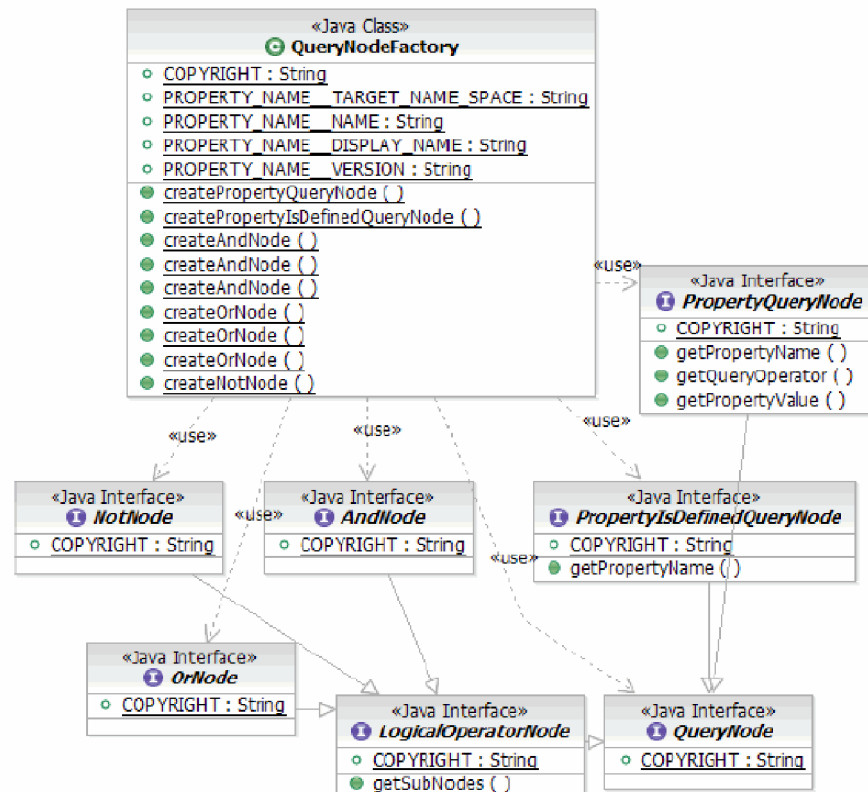 «Java Class»
C QueryNodeFactory
COPYRIGHT : String
PROPERTY_NAME__TARGET_NAME_SPACE : String
PROPERTY_NAME__NAME : String
PROPERTY_NAME__DISPLAY_NAME : String
PROPERTY_NAME__VERSION : String
createPropertyQueryNode ( )
createPropertyIsDefinedQueryNode ( )
createAndNode ( )
createAndNode ( )
createAndNode ( )
createOrNode ( )
createOrNode ( )
createOrNode ( )
createNotNode ( )
«use»
«Java Interface»
I PropertyQueryNode
COPYRIGHT : String
getPropertyName ( )
getQueryOperator ( )
getPropertyValue ( )
«use»
«use»
«use»
«Java Interface»
I NotNode
COPYRIGHT : String
«use»
«Java Interface»
I AndNode
COPYRIGHT : String
«use»
«Java Interface»
I PropertyIsDefinedQueryNode
COPYRIGHT : String
getPropertyName ( )
«Java Interface»
I OrNode
COPYRIGHT : String
«Java Interface»
I LogicalOperatorNode
COPYRIGHT : String
getSubNodes ( )
«Java Interface»
I QueryNode
COPYRIGHT : String